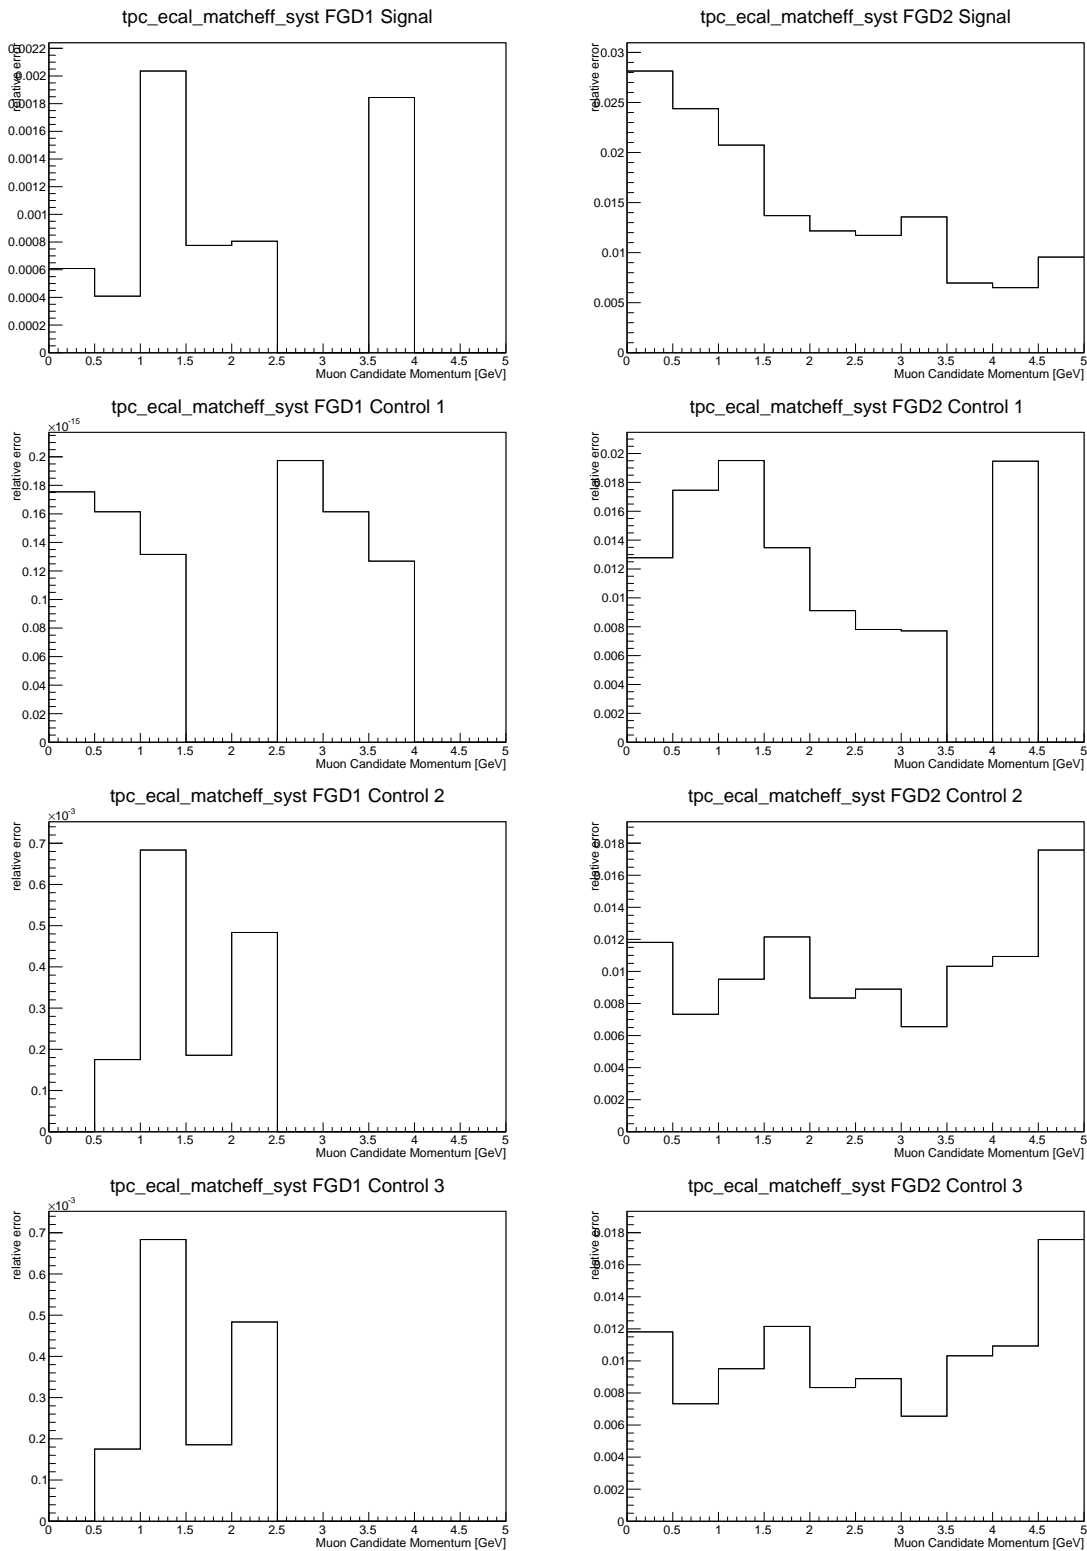 tpc_ecal_matcheff_syst FGD1 Signal
relative error
0.0022
0.002
0.0018
0.0016
0.0014
0.0012
0.001
0.0008
0.0006
0.0004
0.0002
0
0 0.5 1 1.5 2 2.5 3 3.5 4 4.5 5
Muon Candidate Momentum [GeV]
tpc_ecal_matcheff_syst FGD2 Signal
relative error
0.03
0.025
0.02
0.015
0.01
0.005
0
0 0.5 1 1.5 2 2.5 3 3.5 4 4.5 5
Muon Candidate Momentum [GeV]
tpc_ecal_matcheff_syst FGD1 Control 1
×10-15
relative error
0.2
0.18
0.16
0.14
0.12
0.1
0.08
0.06
0.04
0.02
0
0 0.5 1 1.5 2 2.5 3 3.5 4 4.5 5
Muon Candidate Momentum [GeV]
tpc_ecal_matcheff_syst FGD2 Control 1
relative error
0.02
0.018
0.016
0.014
0.012
0.01
0.008
0.006
0.004
0.002
0
0 0.5 1 1.5 2 2.5 3 3.5 4 4.5 5
Muon Candidate Momentum [GeV]
tpc_ecal_matcheff_syst FGD1 Control 2
×10-3
relative error
0.7
0.6
0.5
0.4
0.3
0.2
0.1
0
0 0.5 1 1.5 2 2.5 3 3.5 4 4.5 5
Muon Candidate Momentum [GeV]
tpc_ecal_matcheff_syst FGD2 Control 2
relative error
0.018
0.016
0.014
0.012
0.01
0.008
0.006
0.004
0.002
0
0 0.5 1 1.5 2 2.5 3 3.5 4 4.5 5
Muon Candidate Momentum [GeV]
tpc_ecal_matcheff_syst FGD1 Control 3
×10-3
relative error
0.7
0.6
0.5
0.4
0.3
0.2
0.1
0
0 0.5 1 1.5 2 2.5 3 3.5 4 4.5 5
Muon Candidate Momentum [GeV]
tpc_ecal_matcheff_syst FGD2 Control 3
relative error
0.018
0.016
0.014
0.012
0.01
0.008
0.006
0.004
0.002
0
0 0.5 1 1.5 2 2.5 3 3.5 4 4.5 5
Muon Candidate Momentum [GeV]